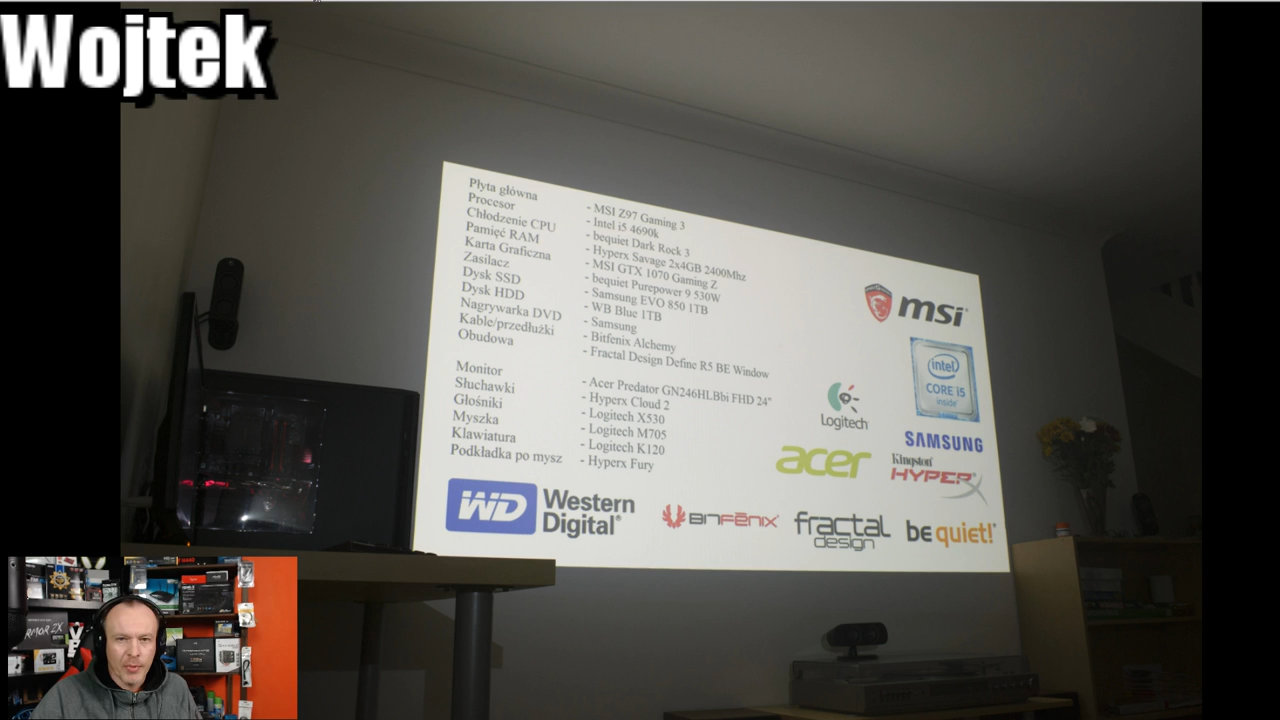 Wojtek
Płyta główna - MSI Z97 Gaming 3
Procesor - Intel i5 4690k
Chłodzenie CPU - bequiet Dark Rock 3
Pamięć RAM - Hyperx Savage 2x4GB 2400Mhz
Karta Graficzna - MSI GTX 1070 Gaming Z
Zasilacz - bequiet Purepower 9 530W
Dysk SSD - Samsung EVO 850 1TB
Dysk HDD - WB Blue 1TB
Nagrywarka DVD - Samsung
Kable/przedłużki - Bitfenix Alchemy
Obudowa - Fractal Design Define R5 BE Window
Monitor - Acer Predator GN246HLBbi FHD 24"
Słuchawki - Hyperx Cloud 2
Głośniki - Logitech X530
Myszka - Logitech M705
Klawiatura - Logitech K120
Podkładka po mysz - Hyperx Fury
msi
intel
CORE i5
inside
Logitech
SAMSUNG
acer
Kingston
HYPERX
WD Western Digital®
BITFENIX
fractal design
be quiet!
ARMOR 2X